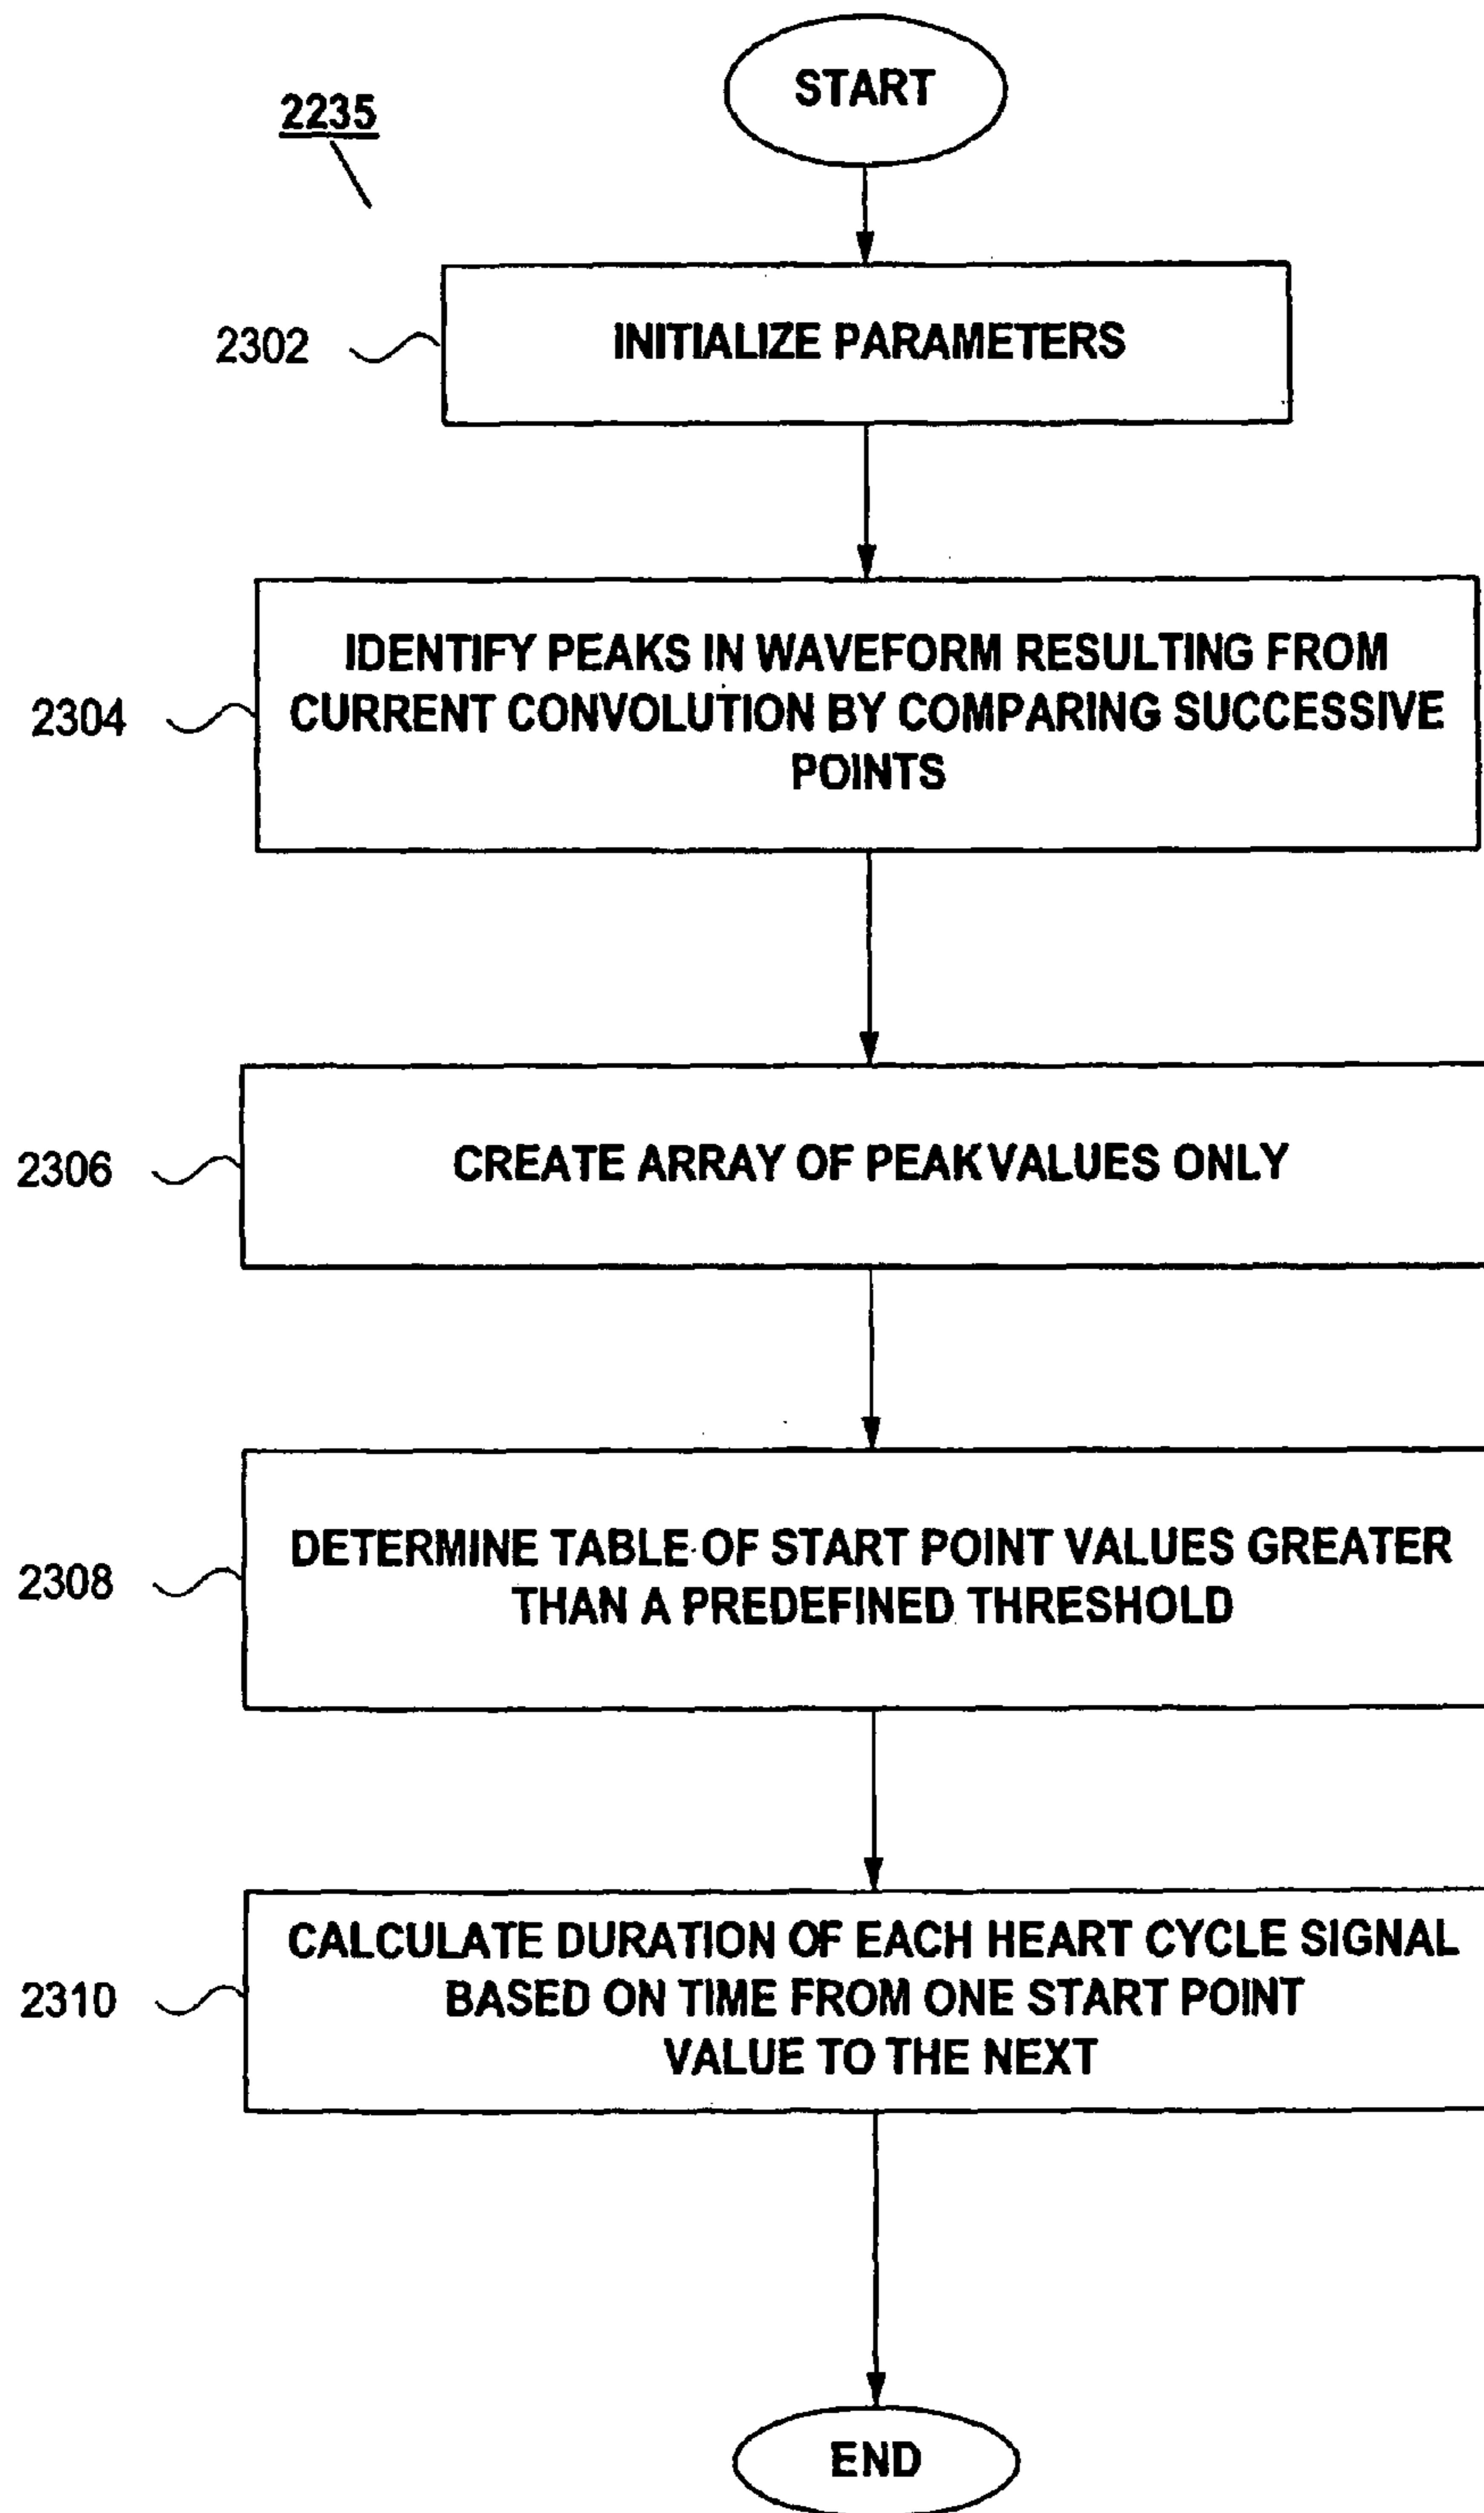 START
2235
2302
INITIALIZE PARAMETERS
IDENTIFY PEAKS IN WAVEFORM RESULTING FROM
2304
CURRENT CONVOLUTION BY COMPARING SUCCESSIVE
POINTS
2306
CREATE ARRAY OF PEAK VALUES ONLY
DETERMINE TABLE OF START POINT VALUES GREATER
2308
THAN A PREDEFINED THRESHOLD
CALCULATE DURATION OF EACH HEART CYCLE SIGNAL
2310
BASED ON TIME FROM ONE START POINT
VALUE TO THE NEXT
END